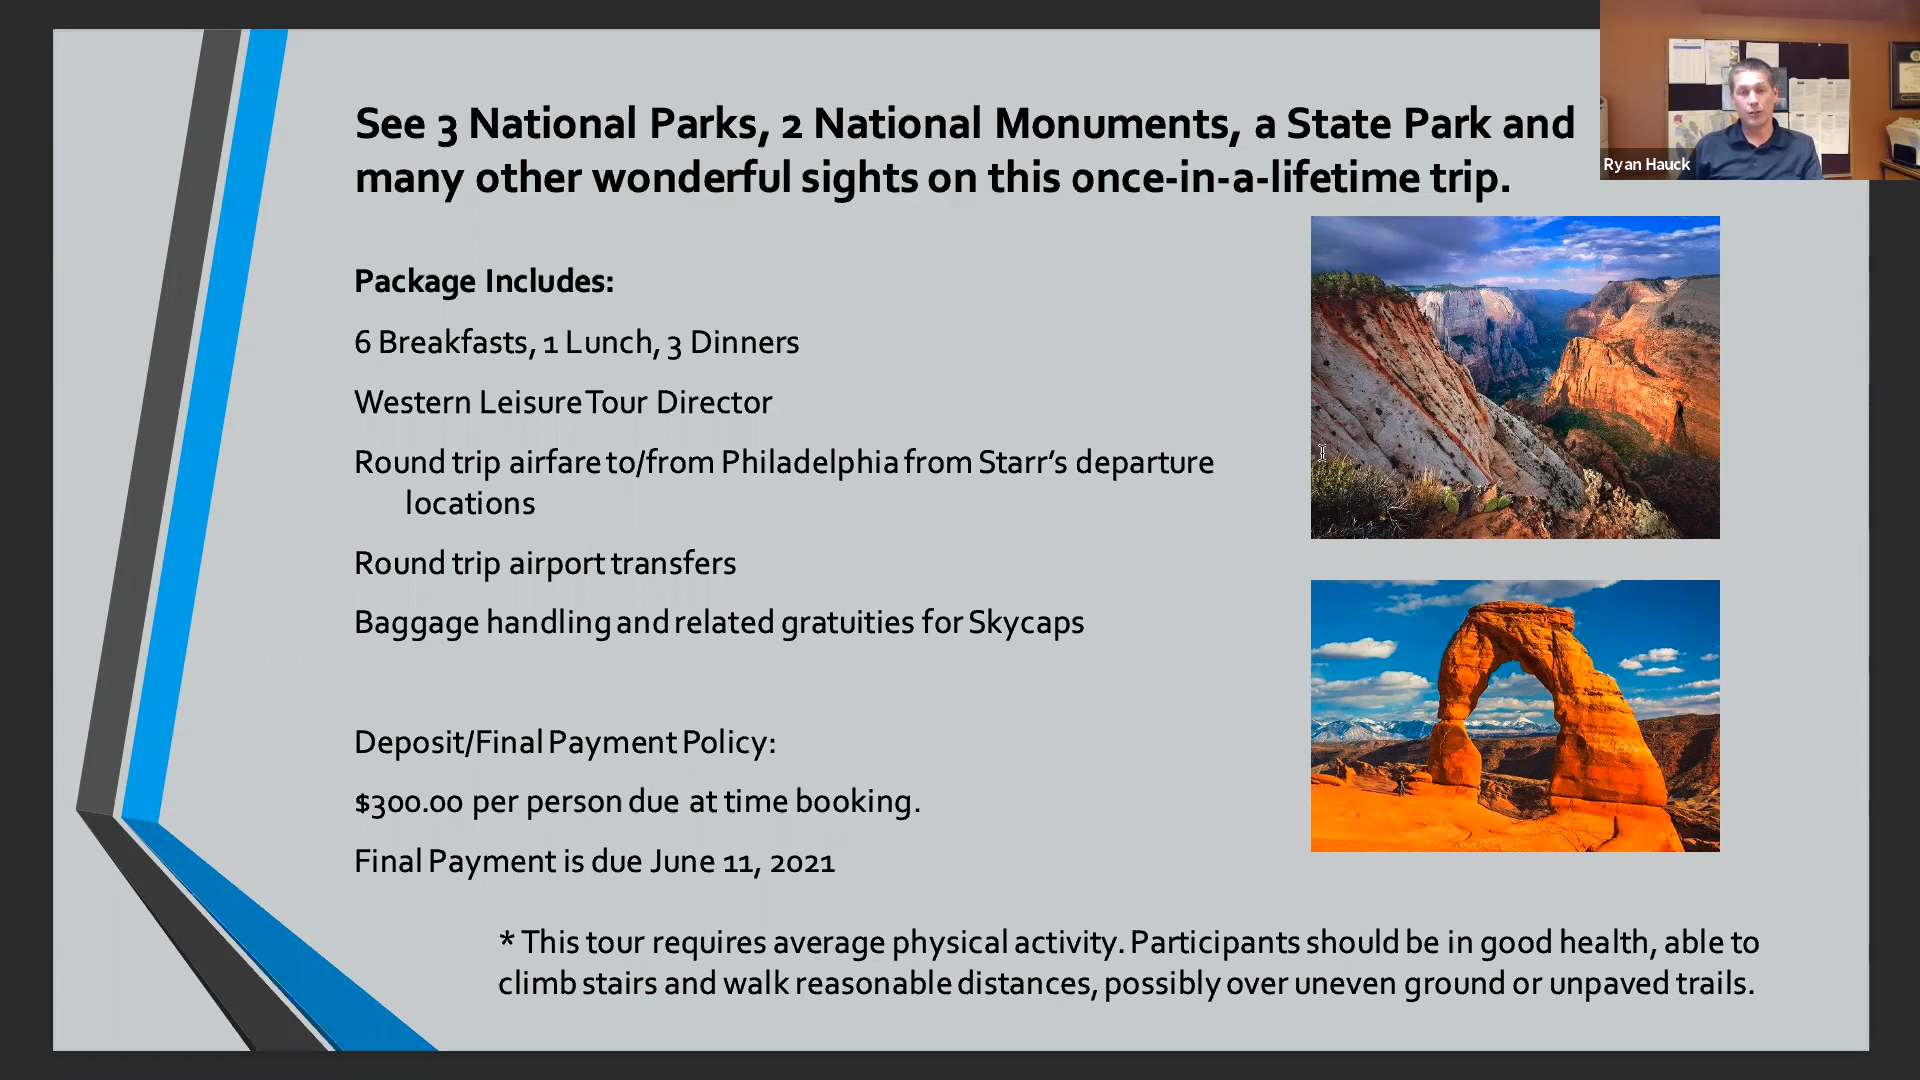 See 3 National Parks, 2 National Monuments, a State Park and
many other wonderful sights on this once-in-a-lifetime trip.
Ryan Hauck
Package Includes:
6 Breakfasts, 1 Lunch, 3 Dinners
Western Leisure Tour Director
Round trip airfare to/from Philadelphia from Starr’s departure
locations
Round trip airport transfers
Baggage handling and related gratuities for Skycaps
Deposit/Final Payment Policy:
$300.00 per person due at time booking.
Final Payment is due June 11, 2021
* This tour requires average physical activity. Participants should be in good health, able to
climb stairs and walk reasonable distances, possibly over uneven ground or unpaved trails.